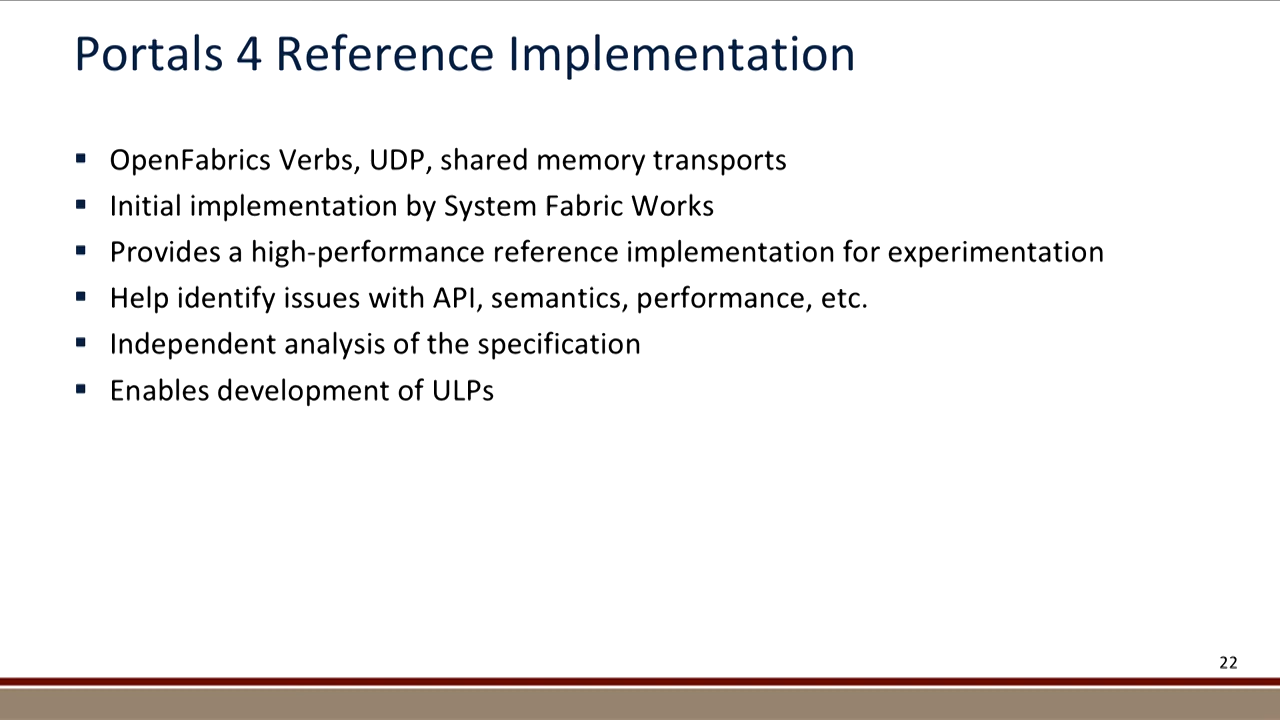 Portals 4 Reference Implementation
▪ OpenFabrics Verbs, UDP, shared memory transports
▪ Initial implementation by System Fabric Works
▪ Provides a high-performance reference implementation for experimentation
▪ Help identify issues with API, semantics, performance, etc.
▪ Independent analysis of the specification
▪ Enables development of ULPs
22